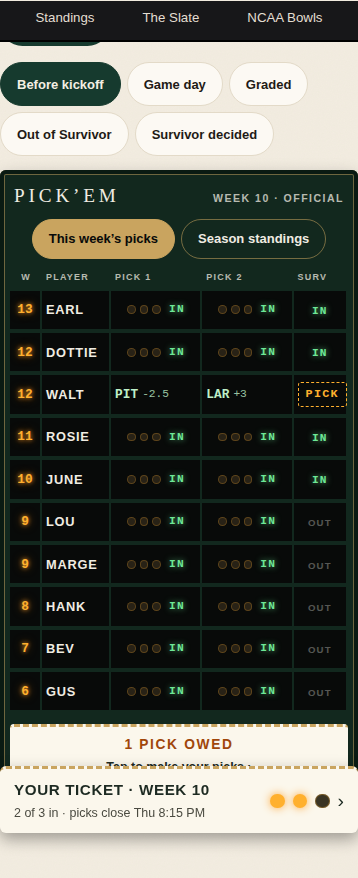 Standings The Slate NCAA Bowls
Before kickoff Game day Graded
Out of Survivor Survivor decided
PICK'EM WEEK 10 · OFFICIAL
This week's picks Season standings
W PLAYER PICK 1 PICK 2 SURV
13 EARL IN IN IN
12 DOTTIE IN IN IN
12 WALT PIT -2.5 LAR +3 PICK
11 ROSIE IN IN IN
10 JUNE IN IN IN
9 LOU IN IN OUT
9 MARGE IN IN OUT
8 HANK IN IN OUT
7 BEV IN IN OUT
6 GUS IN IN OUT
1 PICK OWED
Tap to make your picks ›
YOUR TICKET · WEEK 10
2 of 3 in · picks close Thu 8:15 PM ›